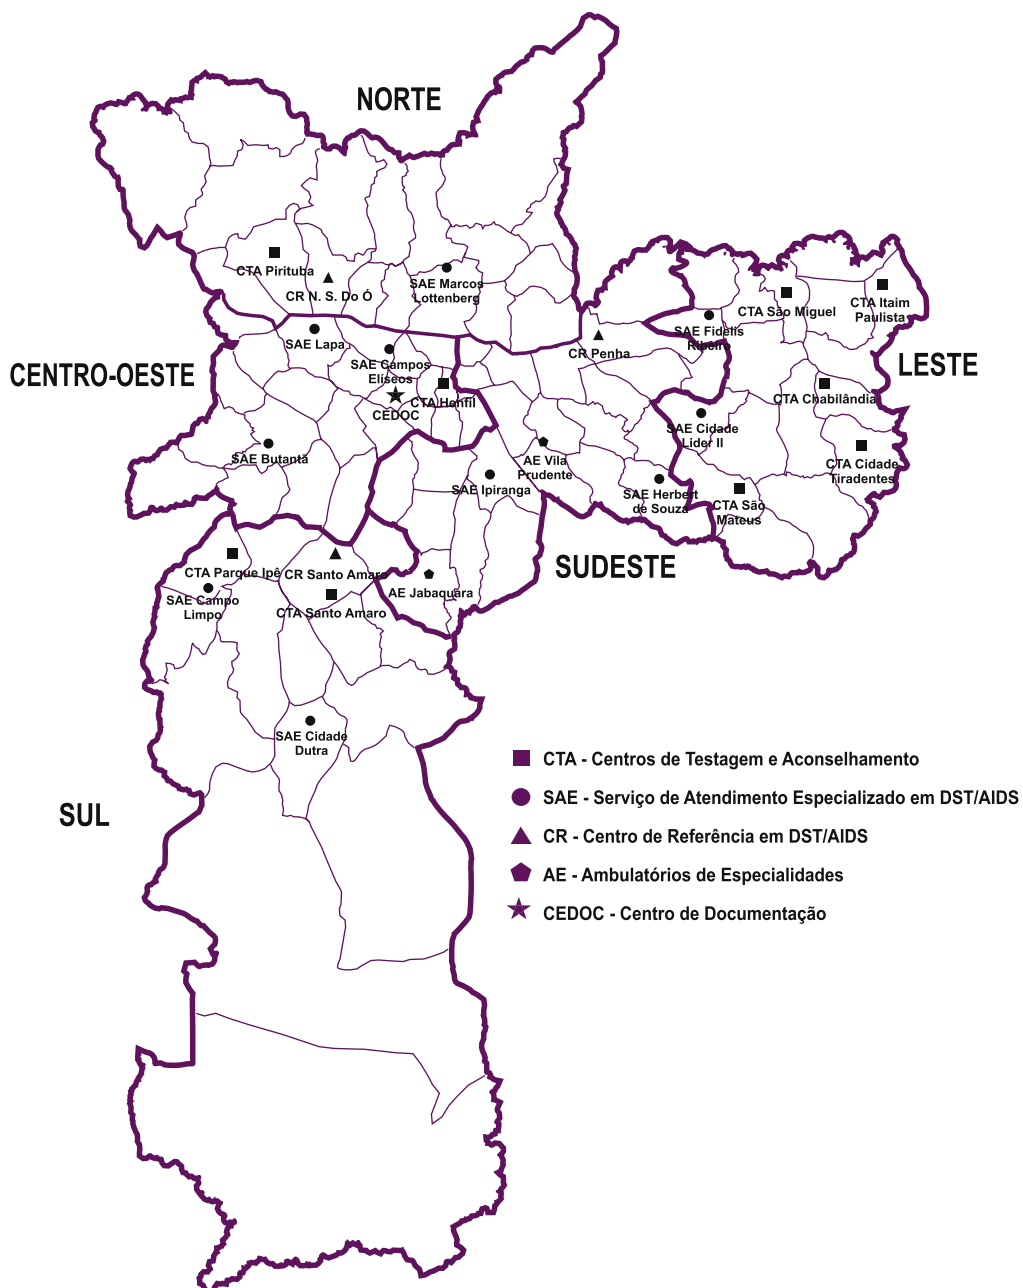 NORTE
CTA Pirituba
CR N. S. Do Ó
SAE Marcos
Lottenberg
CENTRO-OESTE
SAE Lapa
SAE Campos
Elíseos
CTA Henfil
CEDOC
SAE Butantã
LESTE
SAE Fidélis
Ribeiro
CTA São Miguel
CTA Itaim
Paulista
CTA Chabilândia
SAE Cidade
Lider II
CTA Cidade
Tiradentes
CTA São
Mateus
SUDESTE
CR Penha
AE Vila
Prudente
SAE Ipiranga
SAE Herbert
de Souza
AE Jabaquara
SUL
CTA Parque Ipê
CR Santo Amaro
SAE Campo
Limpo
CTA Santo Amaro
SAE Cidade
Dutra
CTA - Centros de Testagem e Aconselhamento
SAE - Serviço de Atendimento Especializado em DST/AIDS
CR - Centro de Referência em DST/AIDS
AE - Ambulatórios de Especialidades
CEDOC - Centro de Documentação